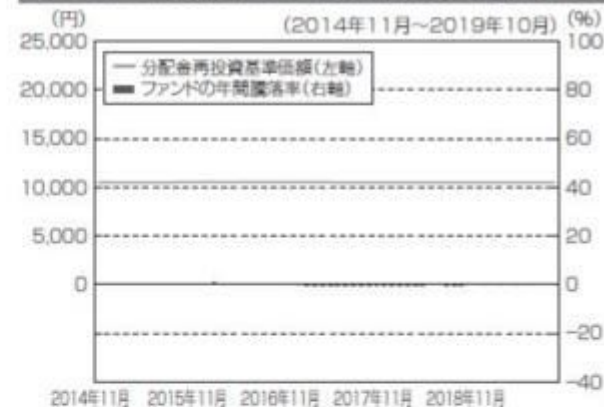 (円) (2014年11月～2019年10月) (%)
25,000 100
分配金再投資基準価額(左軸)
ファンドの年間騰落率(右軸)
20,000 80
15,000 60
10,000 40
5,000 20
0 0
-20
-40
2014年11月 2015年11月 2016年11月 2017年11月 2018年11月